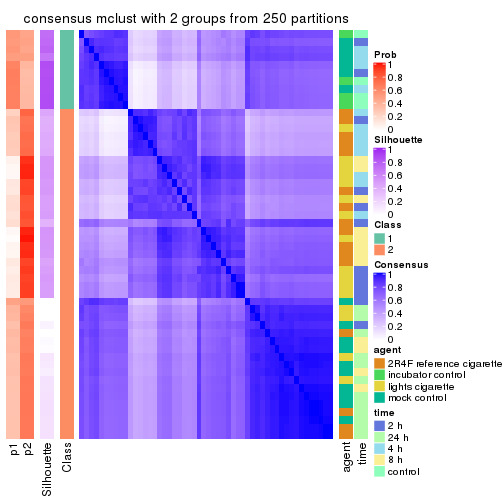 consensus mclust with 2 groups from 250 partitions
Prob
1
0.8
0.6
0.4
0.2
0
Silhouette
1
0.8
0.6
0.4
0.2
0
Class
1
2
Consensus
1
0.8
0.6
0.4
0.2
0
agent
2R4F reference cigarette
incubator control
lights cigarette
mock control
time
2 h
24 h
4 h
8 h
control
p1
p2
Silhouette
Class
agent
time